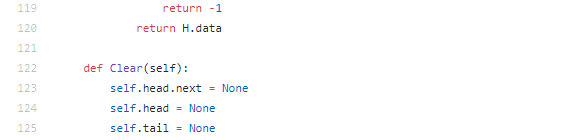 119                     return -1
120                 return H.data
121
122         def Clear(self):
123             self.head.next = None
124             self.head = None
125             self.tail = None